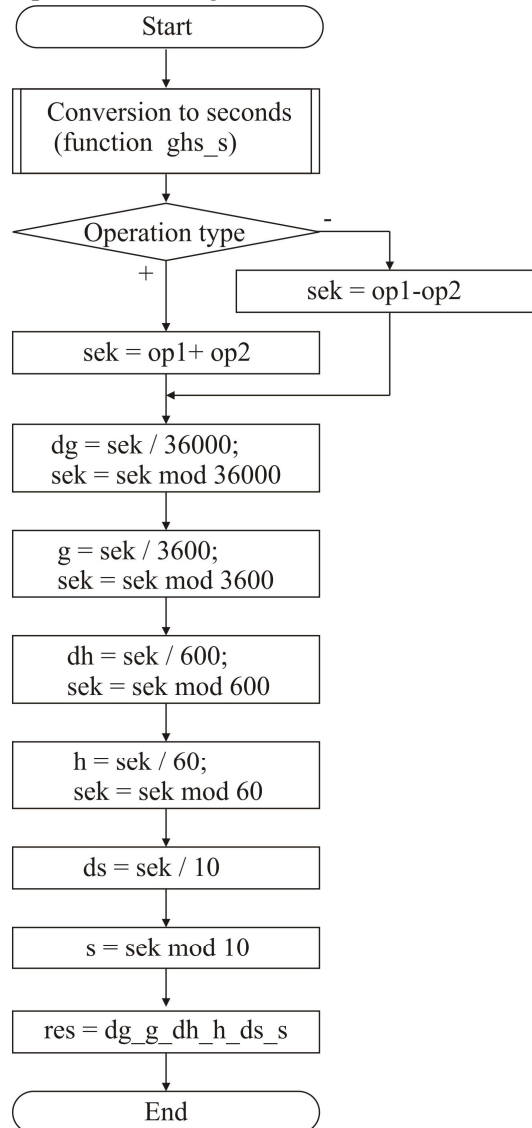 Start
Conversion to seconds
(function ghs_s)
Operation type
-
+
sek = op1-op2
sek = op1+ op2
dg = sek / 36000;
sek = sek mod 36000
g = sek / 3600;
sek = sek mod 3600
dh = sek / 600;
sek = sek mod 600
h = sek / 60;
sek = sek mod 60
ds = sek / 10
s = sek mod 10
res = dg_g_dh_h_ds_s
End